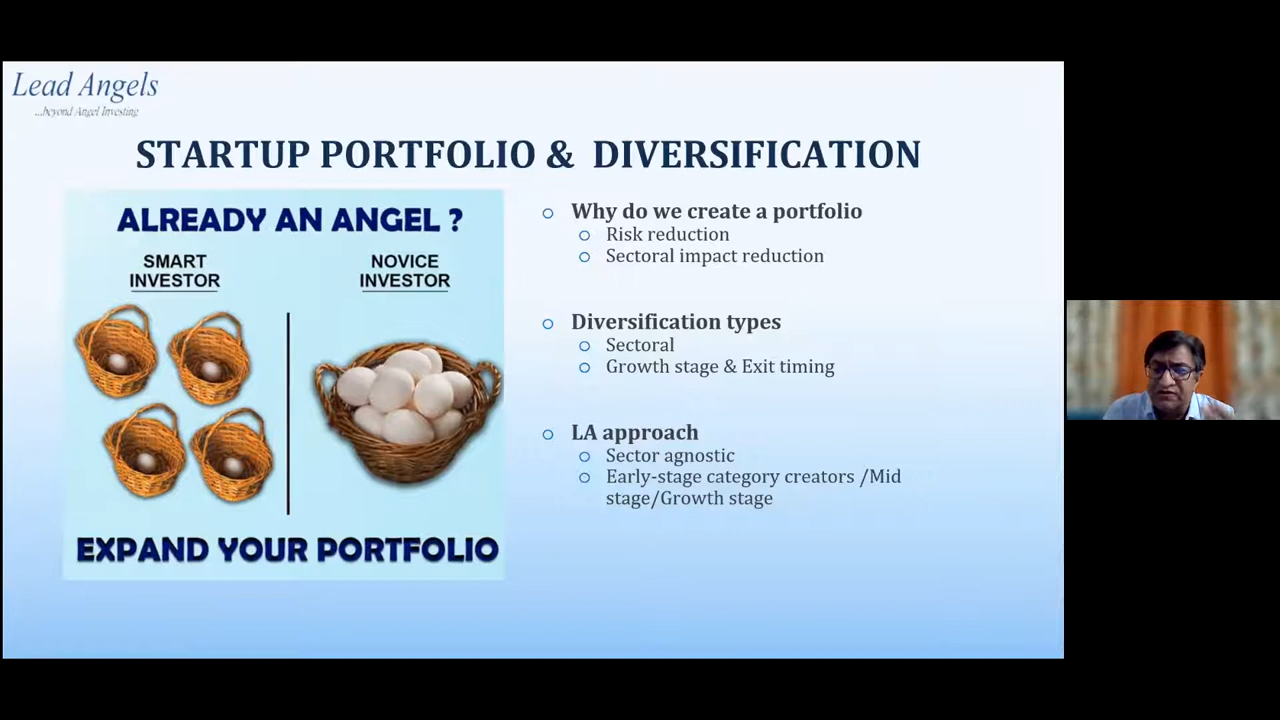 Lead Angels
...beyond Angel Investing
STARTUP PORTFOLIO & DIVERSIFICATION
ALREADY AN ANGEL ?
SMART
INVESTOR
NOVICE
INVESTOR
EXPAND YOUR PORTFOLIO
Why do we create a portfolio
Risk reduction
Sectoral impact reduction
Diversification types
Sectoral
Growth stage & Exit timing
LA approach
Sector agnostic
Early-stage category creators /Mid
stage/Growth stage